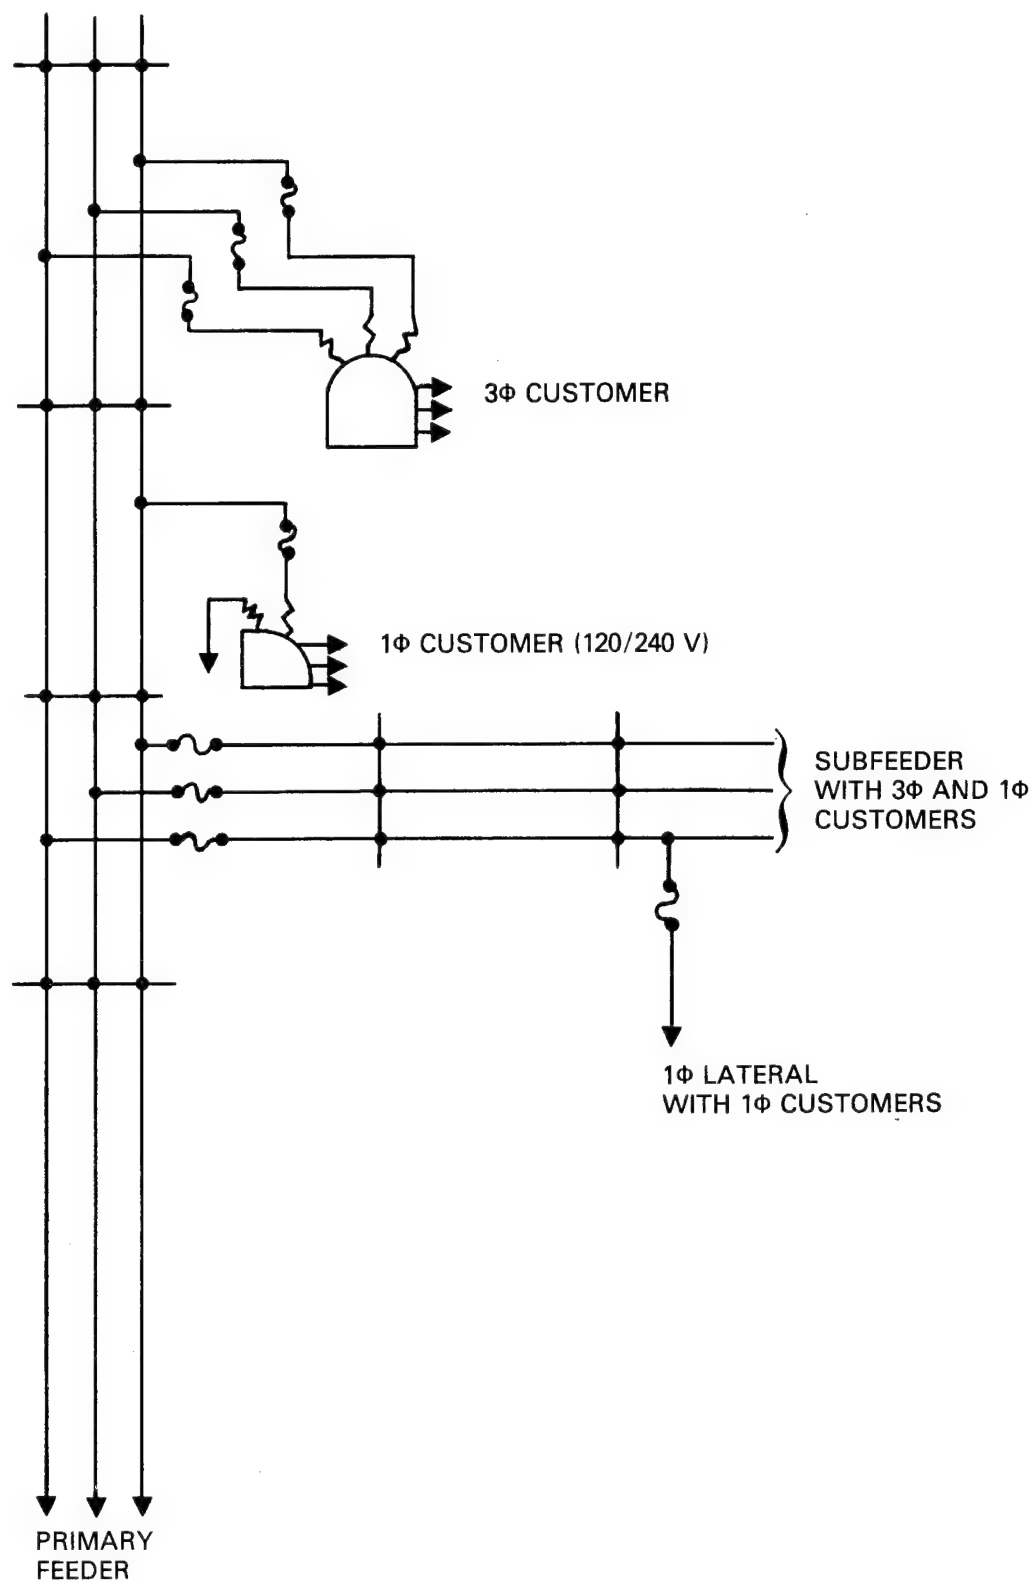 3Φ CUSTOMER
1Φ CUSTOMER (120/240 V)
SUBFEEDER
WITH 3Φ AND 1Φ
CUSTOMERS
1Φ LATERAL
WITH 1Φ CUSTOMERS
PRIMARY
FEEDER